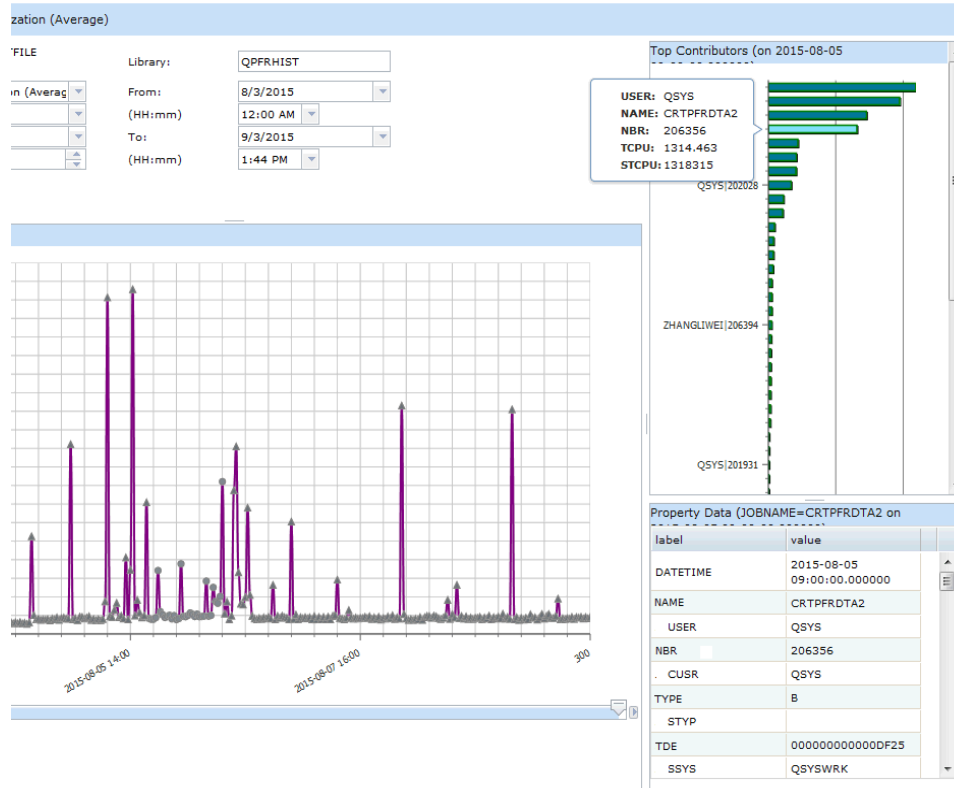 zation (Average)
FILE
Library:
QPFRHIST
n (Averag
From:
8/3/2015
(HH:mm)
12:00 AM
To:
9/3/2015
(HH:mm)
1:44 PM
Top Contributors (on 2015-08-05
USER: QSYS
NAME: CRTPFRDTA2
NBR: 206356
TCPU: 1314.463
STCPU: 1318315
QSYS|202028
ZHANGLIWEI|206394
QSYS|201931
2015-08-05 14:00
2015-08-07 16:00
300
Property Data (JOBNAME=CRTPFRDTA2 on
label value
DATETIME 2015-08-05
09:00:00.000000
NAME CRTPFRDTA2
USER QSYS
NBR 206356
. CUSR QSYS
TYPE B
STYP
TDE 000000000000DF25
SSYS QSYSWRK